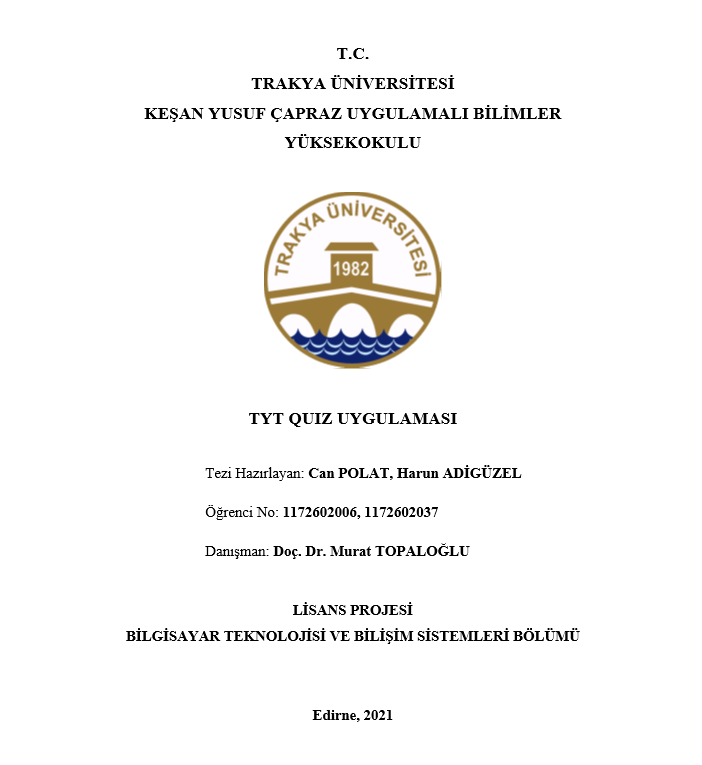 T.C.
TRAKYA ÜNİVERSİTESİ
KEŞAN YUSUF ÇAPRAZ UYGULAMALI BİLİMLER
YÜKSEKOKULU
TRAKYA ÜNİVERSİTESİ
1982
TYT QUIZ UYGULAMASI
Tezi Hazırlayan: Can POLAT, Harun ADİGÜZEL
Öğrenci No: 1172602006, 1172602037
Danışman: Doç. Dr. Murat TOPALOĞLU
LİSANS PROJESİ
BİLGİSAYAR TEKNOLOJİSİ VE BİLİŞİM SİSTEMLERİ BÖLÜMÜ
Edirne, 2021